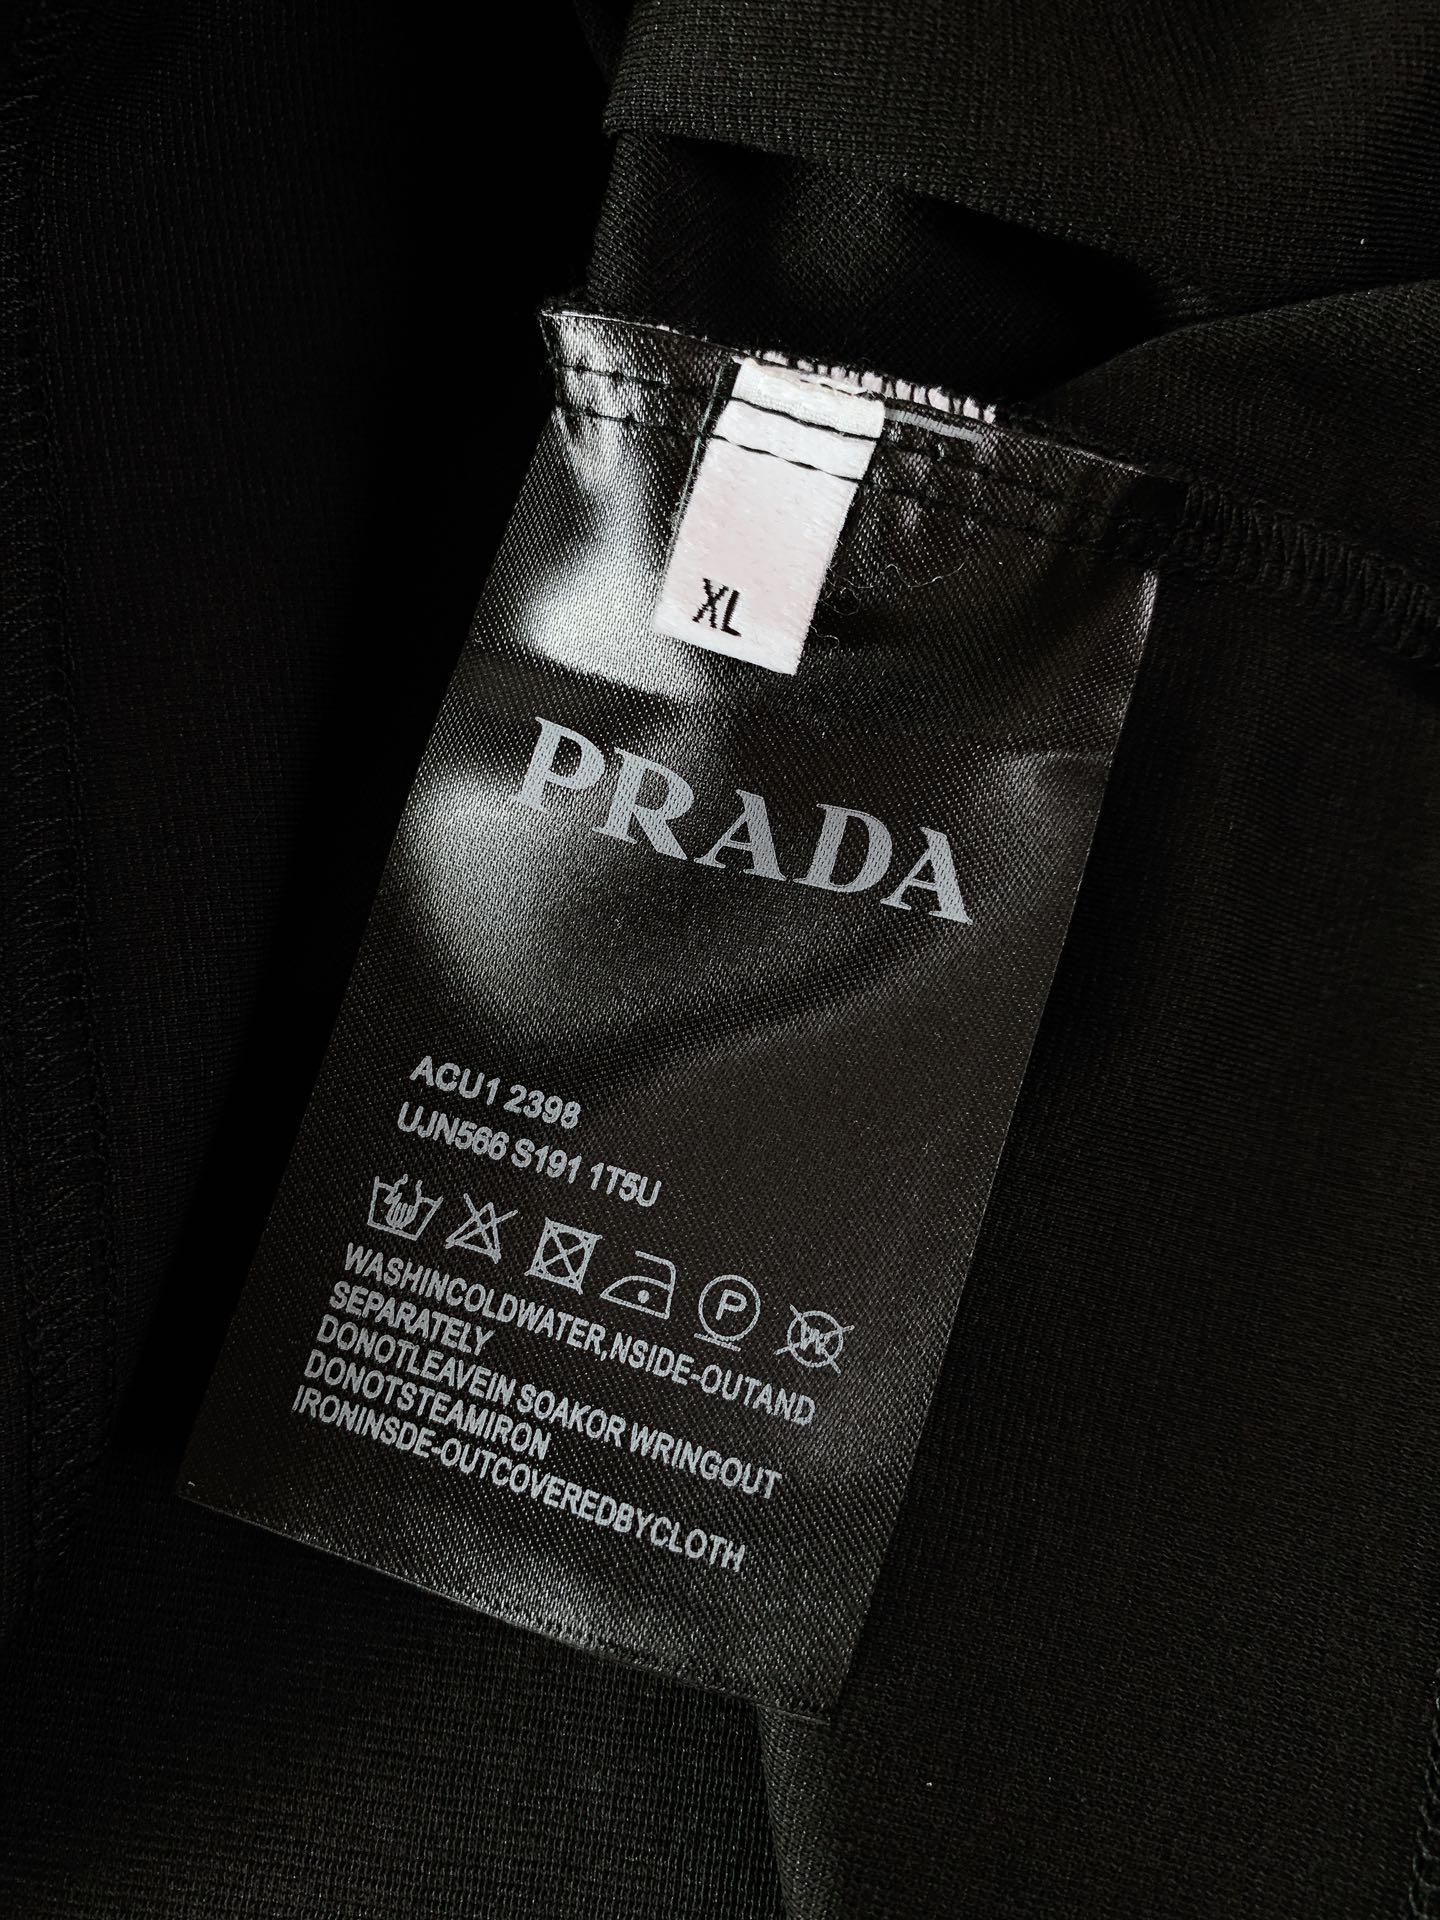 XL
PRADA
ACU1 2398
UJN566 S191 1T5U
P
WASHINCOLDWATER,NSIDE-OUTAND
SEPARATELY
DONOTLEAVEIN SOAKOR WRINGOUT
DONOTSTEAMIRON
IRONINSDE-OUTCOVEREDBYCLOTH